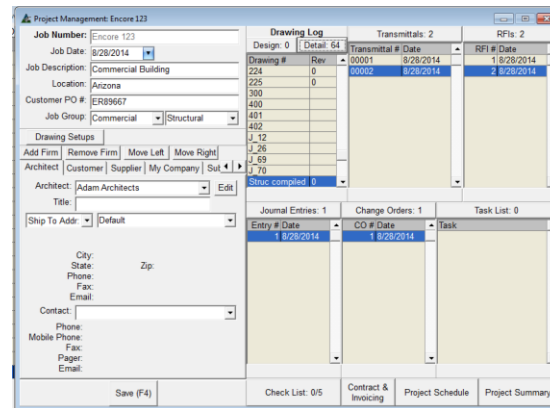 Project Management: Encore 123
Job Number: Encore 123
Job Date: 8/28/2014
Job Description: Commercial Building
Location: Arizona
Customer PO #: ER89667
Job Group: Commercial Structural
Drawing Setups
Add Firm Remove Firm Move Left Move Right
Architect Customer Supplier My Company Sub
Architect: Adam Architects Edit
Title:
Ship To Addr: Default
City:
State: Zip:
Phone:
Fax:
Email:
Contact:
Phone:
Mobile Phone:
Fax:
Pager:
Email:
Save (F4)
Drawing Log
Design: 0 Detail: 64
Drawing # Rev
224 0
225 0
300
400
401
402
J_12
J_26
J_69
J_70
Struc compiled 0
Transmittals: 2
Transmittal # Date
00001 8/28/2014
00002 8/28/2014
RFIs: 2
RFI # Date
1 8/28/2014
2 8/28/2014
Journal Entries: 1
Entry # Date
1 8/28/2014
Change Orders: 1
CO # Date
1 8/28/2014
Task List: 0
Task
Check List: 0/5
Contract &
Invoicing
Project Schedule
Project Summary